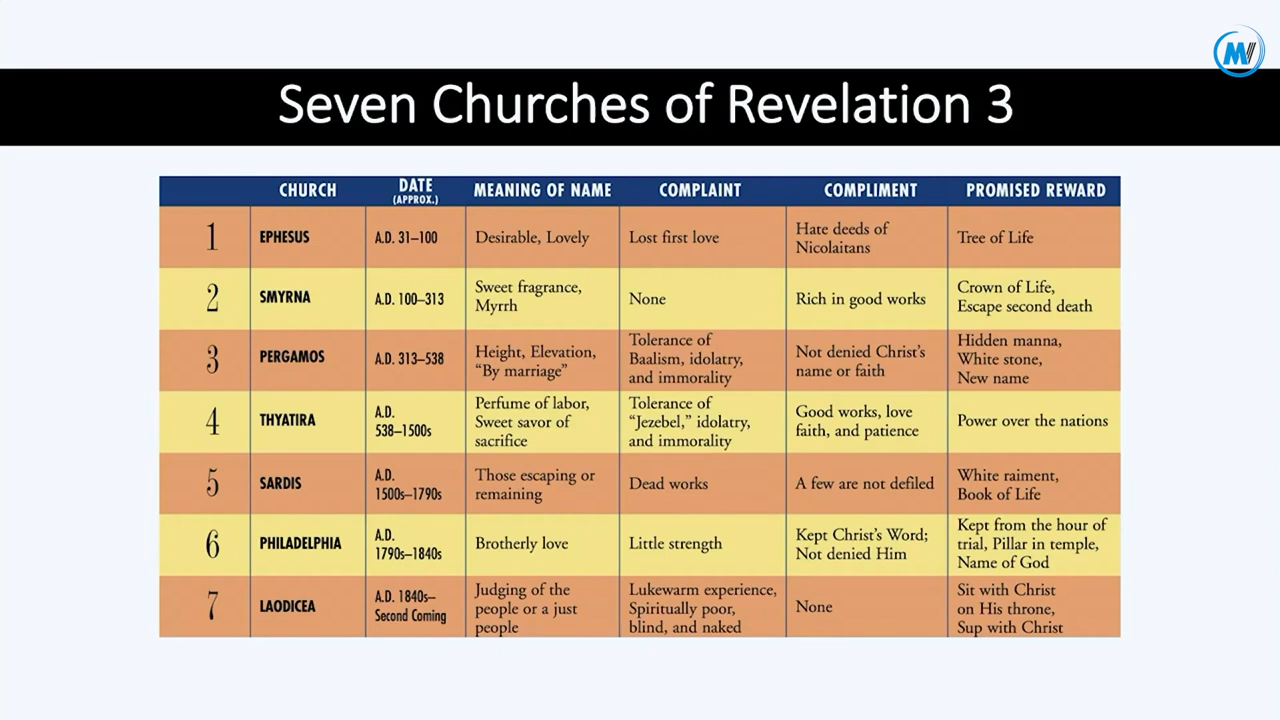 MV
Seven Churches of Revelation 3
CHURCH DATE (APPROX.) MEANING OF NAME COMPLAINT COMPLIMENT PROMISED REWARD
1 EPHESUS A.D. 31–100 Desirable, Lovely Lost first love Hate deeds of Nicolaitans Tree of Life
2 SMYRNA A.D. 100–313 Sweet fragrance, Myrrh None Rich in good works Crown of Life, Escape second death
3 PERGAMOS A.D. 313–538 Height, Elevation, “By marriage” Tolerance of Baalism, idolatry, and immorality Not denied Christ’s name or faith Hidden manna, White stone, New name
4 THYATIRA A.D. 538–1500s Perfume of labor, Sweet savor of sacrifice Tolerance of “Jezebel,” idolatry, and immorality Good works, love faith, and patience Power over the nations
5 SARDIS A.D. 1500s–1790s Those escaping or remaining Dead works A few are not defiled White raiment, Book of Life
6 PHILADELPHIA A.D. 1790s–1840s Brotherly love Little strength Kept Christ’s Word; Not denied Him Kept from the hour of trial, Pillar in temple, Name of God
7 LAODICEA A.D. 1840s–Second Coming Judging of the people or a just people Lukewarm experience, Spiritually poor, blind, and naked None Sit with Christ on His throne, Sup with Christ